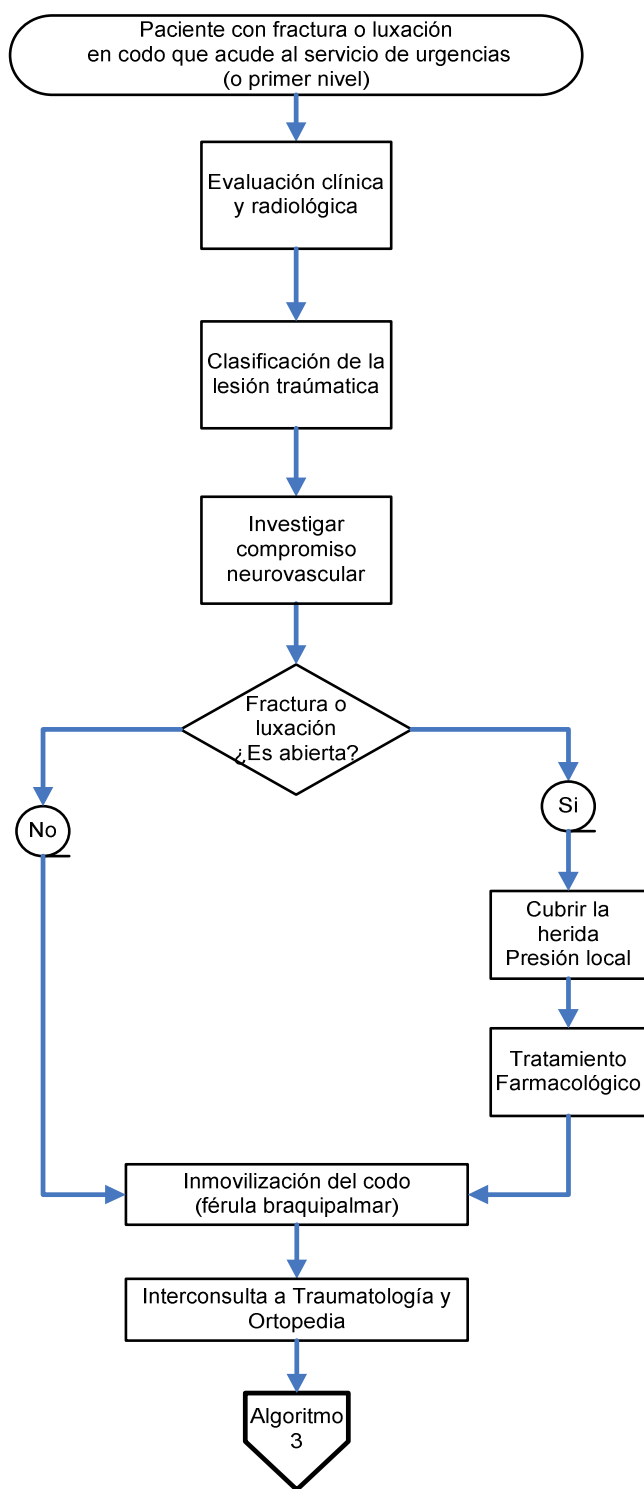 Paciente con fractura o luxación
en codo que acude al servicio de urgencias
(o primer nivel)
Evaluación clínica
y radiológica
Clasificación de la
lesión traúmatica
Investigar
compromiso
neurovascular
Fractura o
luxación
¿Es abierta?
No
Si
Cubrir la
herida
Presión local
Tratamiento
Farmacológico
Inmovilización del codo
(férula braquipalmar)
Interconsulta a Traumatología y
Ortopedia
Algoritmo
3